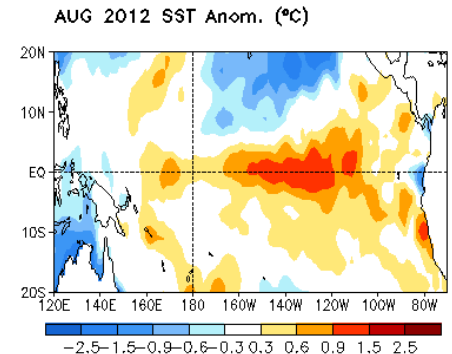 AUG 2012 SST Anom. (°C)
20N
10N
EQ
10S
20S
120E 140E 160E 180 160W 140W 120W 100W 80W
-2.5-1.5-0.9-0.6-0.3 0.3 0.6 0.9 1.5 2.5